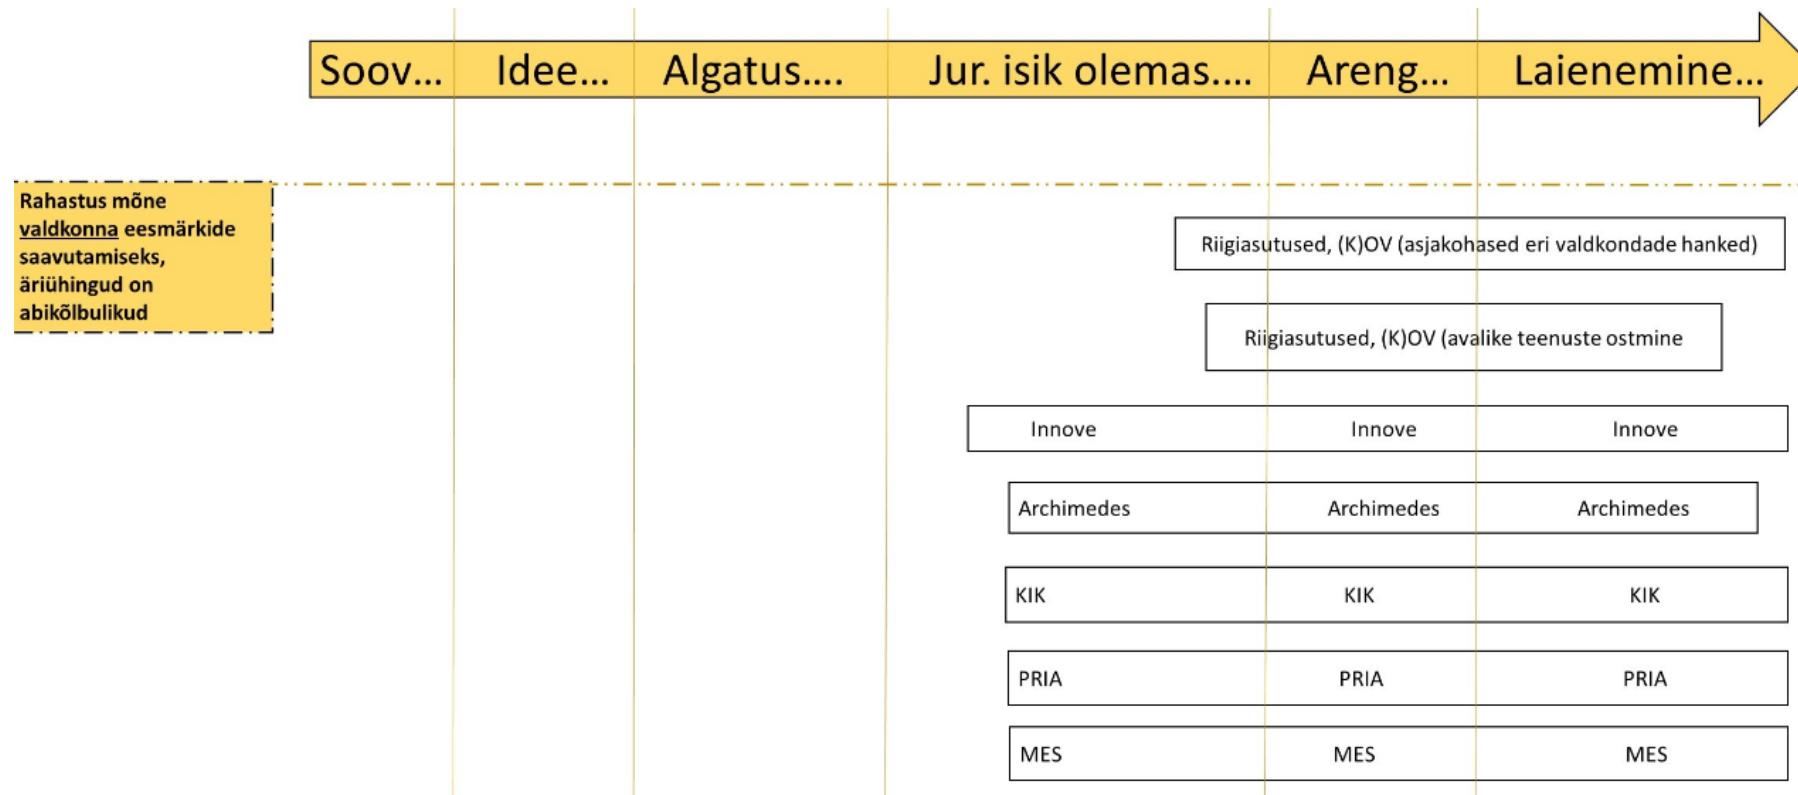 Soov... Idee... Algatus.... Jur. isik olemas.... Areng... Laienemine...
Rahastus mõne
valdkonna eesmärkide
saavutamiseks,
äriühingud on
abikõlbulikud
Riigiasutused, (K)OV (asjakohased eri valdkondade hanked)
Riigiasutused, (K)OV (avalike teenuste ostmine
Innove Innove Innove
Archimedes Archimedes Archimedes
KIK KIK KIK
PRIA PRIA PRIA
MES MES MES